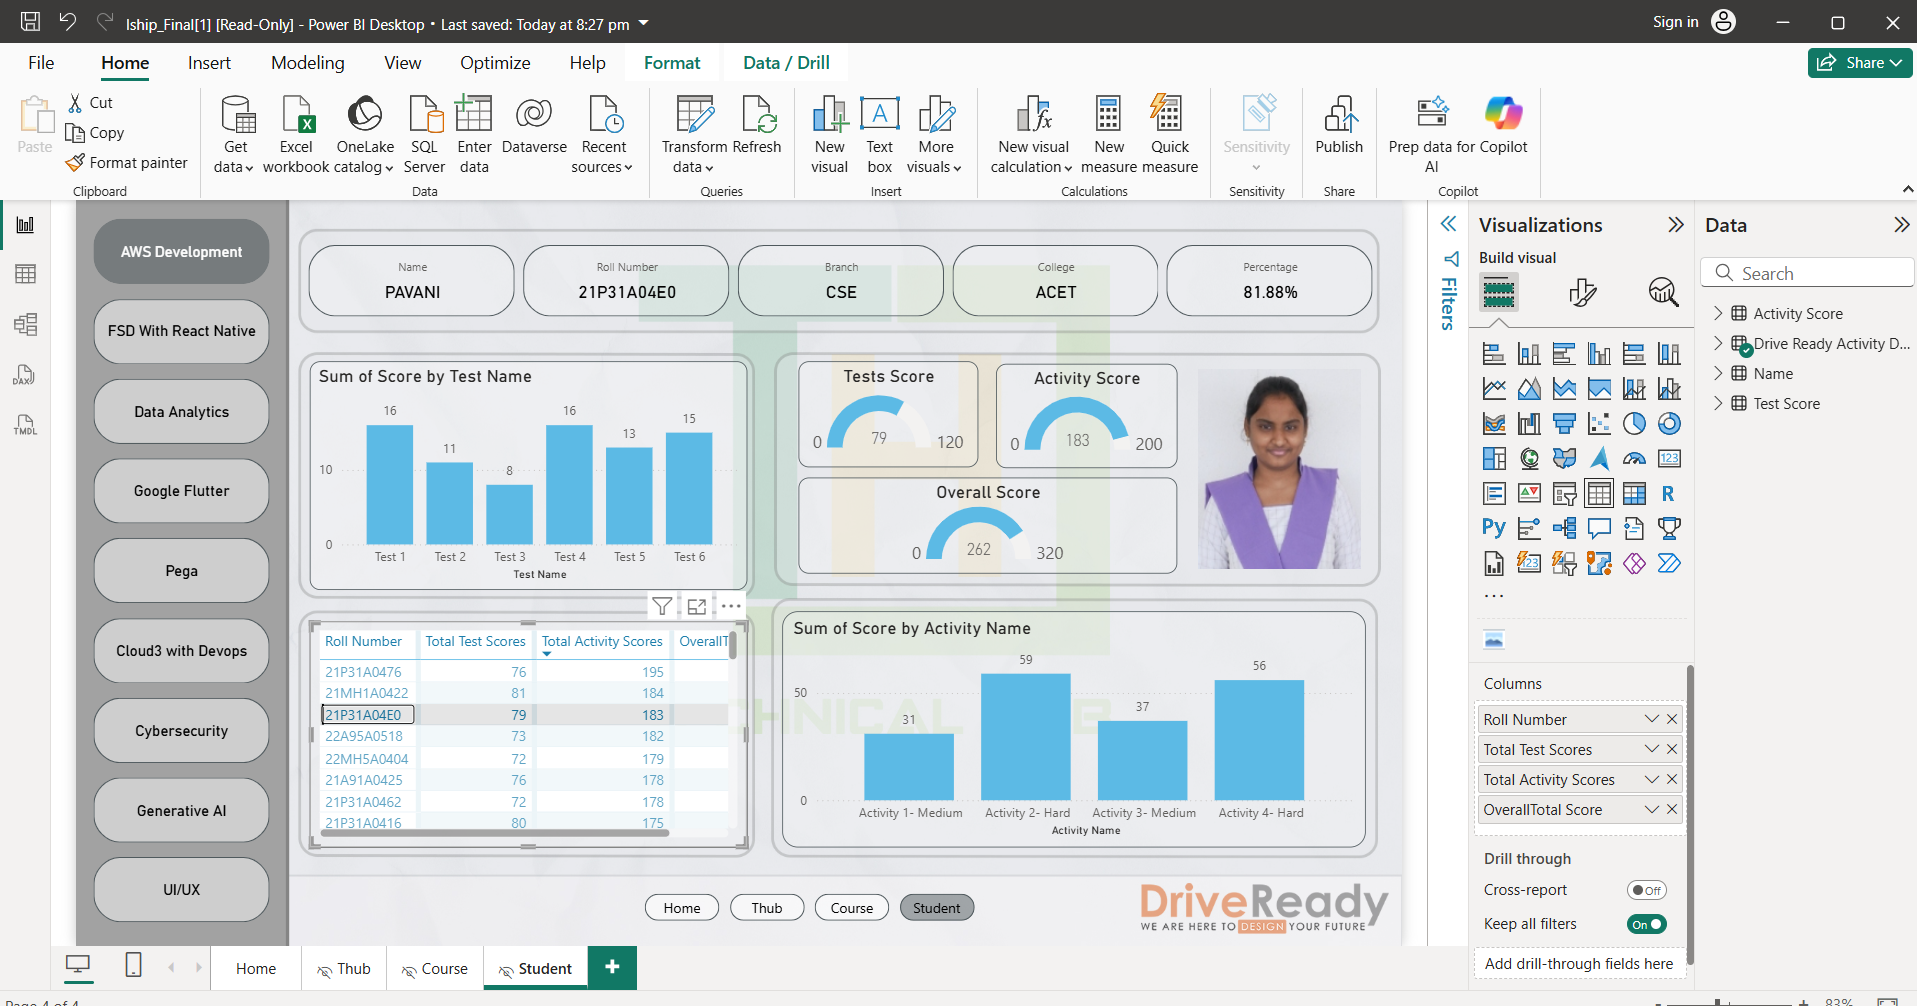 Iship_Final[1] [Read-Only] - Power BI Desktop • Last saved: Today at 8:27 pm
Sign in
File Home Insert Modeling View Optimize Help Format Data / Drill
Share
Paste
Cut
Copy
Format painter
Clipboard
Get data
Excel workbook
OneLake catalog
SQL Server
Enter data
Dataverse
Recent sources
Data
Transform data
Refresh
Queries
New visual
Text box
More visuals
Insert
New visual calculation
New measure
Quick measure
Calculations
Sensitivity
Sensitivity
Publish
Share
Prep data for AI
Copilot
Copilot
DAX
TMDL
AWS Development
FSD With React Native
Data Analytics
Google Flutter
Pega
Cloud3 with Devops
Cybersecurity
Generative AI
UI/UX
Name
PAVANI
Roll Number
21P31A04E0
Branch
CSE
College
ACET
Percentage
81.88%
Sum of Score by Test Name
16 11 8 16 13 15
10
0
Test 1 Test 2 Test 3 Test 4 Test 5 Test 6
Test Name
Tests Score
0 79 120
Activity Score
0 183 200
Overall Score
0 262 320
Roll Number Total Test Scores Total Activity Scores OverallT
21P31A0476 76 195
21MH1A0422 81 184
21P31A04E0 79 183
22A95A0518 73 182
22MH5A0404 72 179
21A91A0425 76 178
21P31A0462 72 178
21P31A0416 80 175
Sum of Score by Activity Name
31 59 37 56
50
0
Activity 1- Medium Activity 2- Hard Activity 3- Medium Activity 4- Hard
Activity Name
Home Thub Course Student
DriveReady
WE ARE HERE TO DESIGN YOUR FUTURE
Home Thub Course Student +
Page 4 of 4
83%
Filters
Visualizations
Build visual
123
R
Py
123
...
Columns
Roll Number
Total Test Scores
Total Activity Scores
OverallTotal Score
Drill through
Cross-report
Off
Keep all filters
On
Add drill-through fields here
Data
Search
Activity Score
Drive Ready Activity D...
Name
Test Score